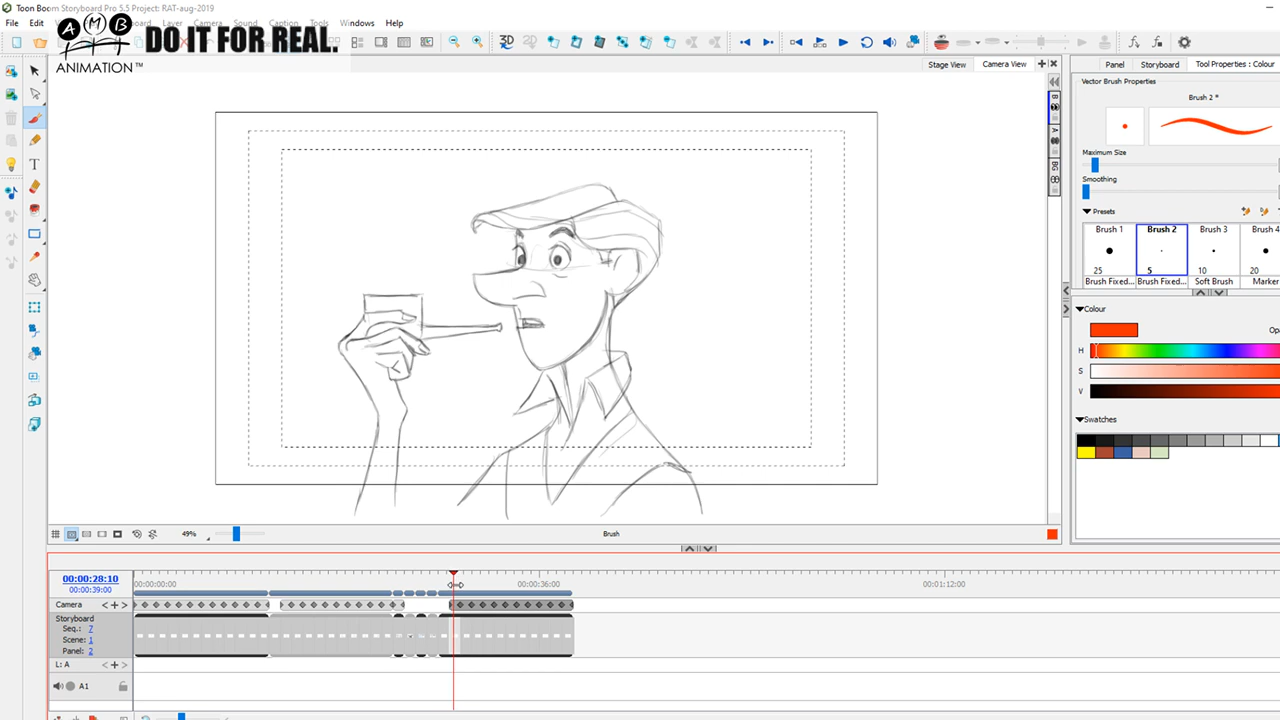 Toon Boom Storyboard Pro 5.5 Project: RAT-aug-2019
File Edit Layer Camera Sound Caption Tools Windows Help
AMB
ANIMATION™
DO IT FOR REAL.
3D 2D
Stage View Camera View
Panel Storyboard Tool Properties : Colour
Vector Brush Properties
Brush 2 *
Maximum Size
Smoothing
Presets
Brush 1 Brush 2 Brush 3 Brush 4
25 5 10 20
Brush Fixed... Brush Fixed... Soft Brush Marker
Colour
H
S
V
Swatches
B
A
BG
T
49%
Brush
00:00:28:10
00:00:39:00
00:00:00:00 00:00:36:00 00:01:12:00
Camera
Storyboard
Seq.: 7
Scene: 1
Panel: 2
L: A
A1